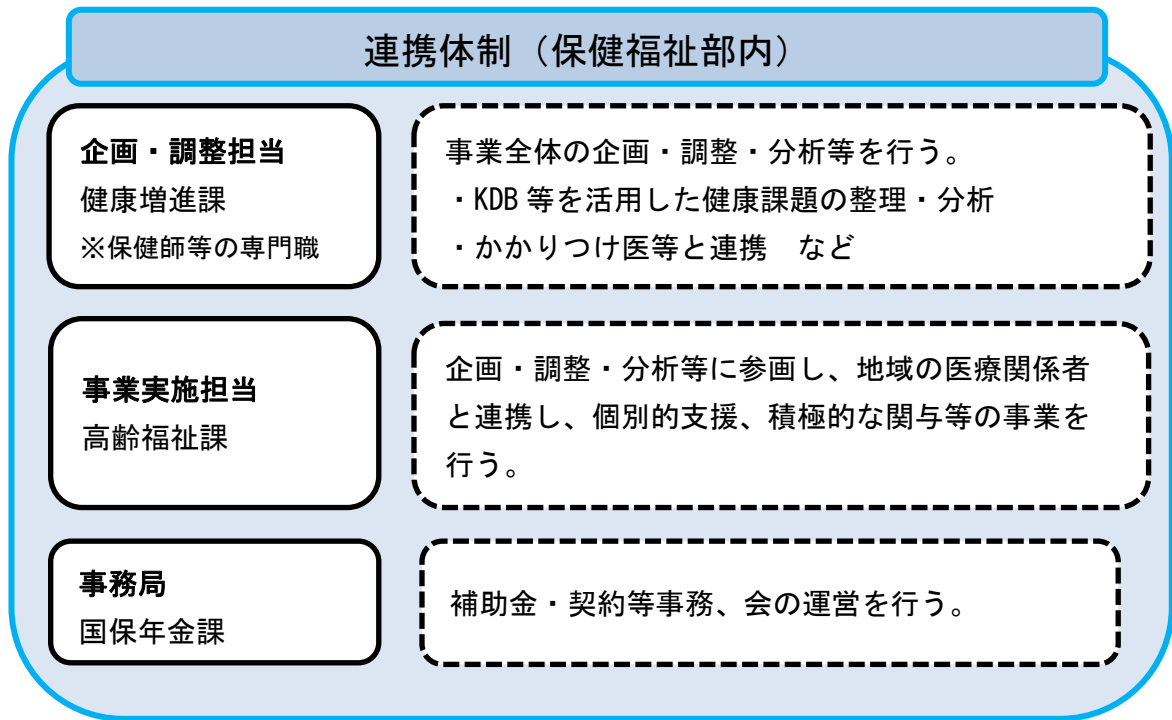 連携体制（保健福祉部内）
企画・調整担当
健康増進課
※保健師等の専門職
事業全体の企画・調整・分析等を行う。
・KDB 等を活用した健康課題の整理・分析
・かかりつけ医等と連携　など
事業実施担当
高齢福祉課
企画・調整・分析等に参画し、地域の医療関係者
と連携し、個別的支援、積極的な関与等の事業を
行う。
事務局
国保年金課
補助金・契約等事務、会の運営を行う。